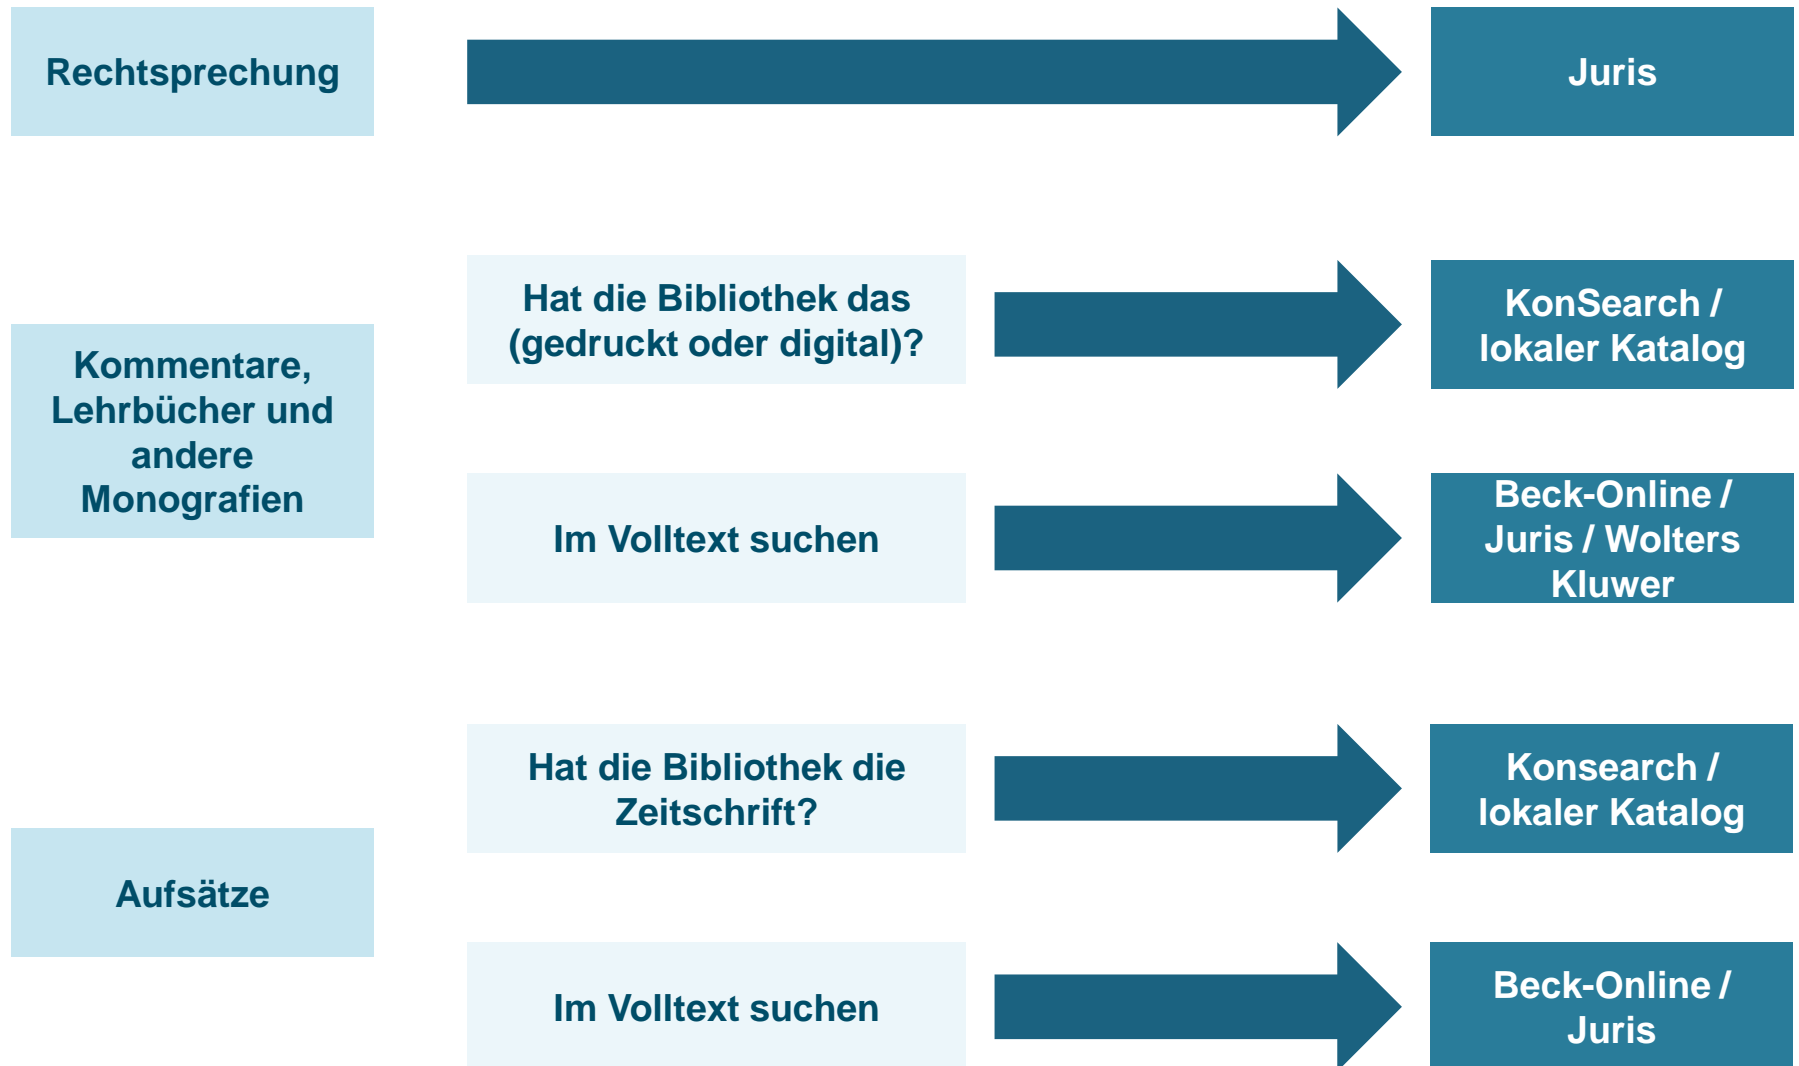 Rechtsprechung
Juris
Hat die Bibliothek das
(gedruckt oder digital)?
KonSearch /
lokaler Katalog
Kommentare,
Lehrbücher und
andere
Monografien
Im Volltext suchen
Beck-Online /
Juris / Wolters
Kluwer
Hat die Bibliothek die
Zeitschrift?
Konsearch /
lokaler Katalog
Aufsätze
Im Volltext suchen
Beck-Online /
Juris